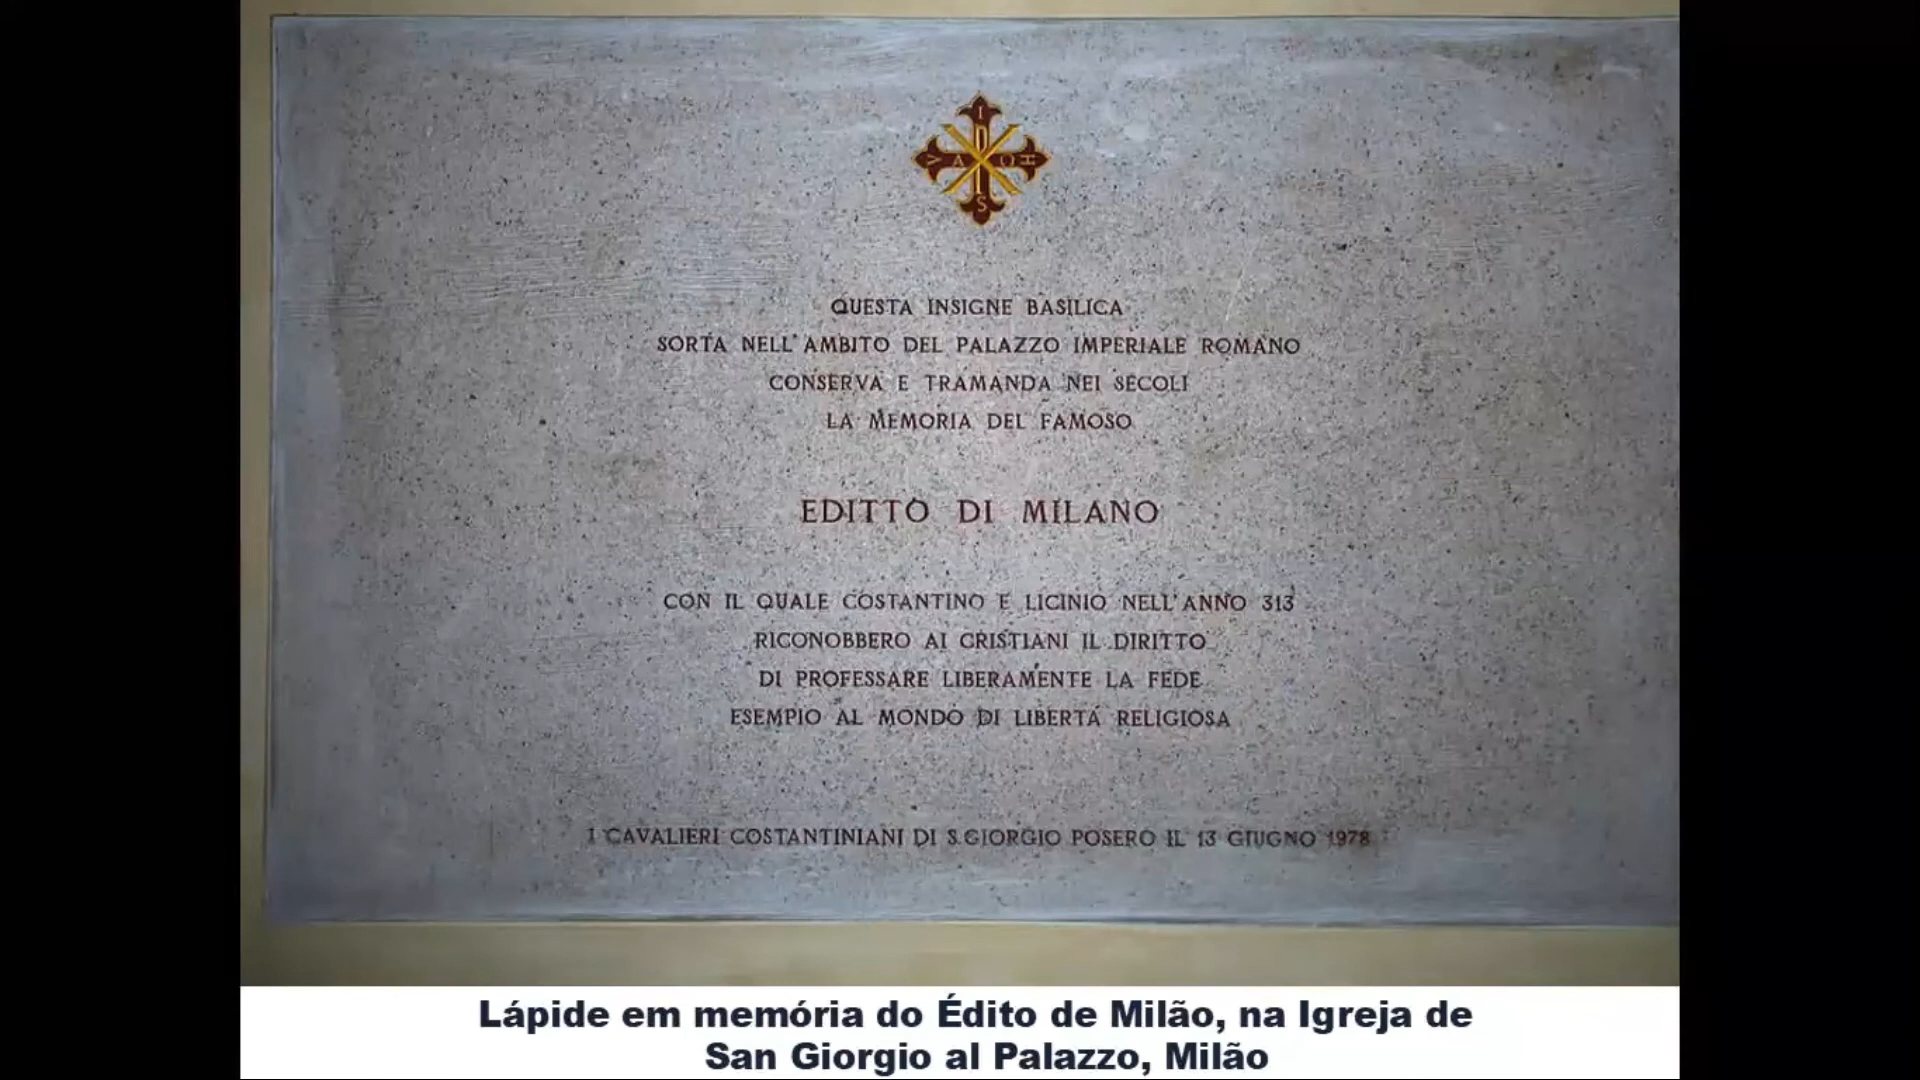 I
V A Ω H
S
QUESTA INSIGNE BASILICA
SORTA NELL'AMBITO DEL PALAZZO IMPERIALE ROMANO
CONSERVA E TRAMANDA NEI SECOLI
LA MEMORIA DEL FAMOSO
EDITTO DI MILANO
CON IL QUALE COSTANTINO E LICINIO NELL'ANNO 313
RICONOBBERO AI CRISTIANI IL DIRITTO
DI PROFESSARE LIBERAMENTE LA FEDE
ESEMPIO AL MONDO DI LIBERTÁ RELIGIOSA
I CAVALIERI COSTANTINIANI DI S.GIORGIO POSERO IL 13 GIUGNO 1978
Lápide em memória do Édito de Milão, na Igreja de
San Giorgio al Palazzo, Milão